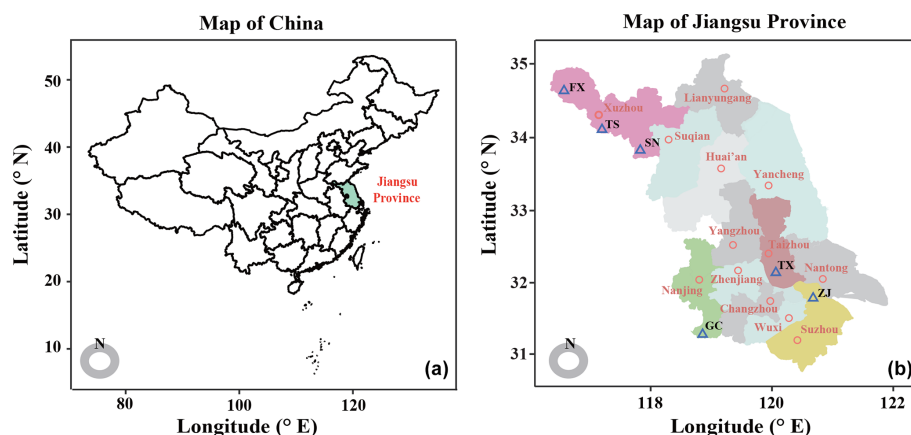 Map of China
50
40
30
20
10
Latitude (° N)
Jiangsu
Province
N
(a)
80
100
120
Longitude (° E)
Map of Jiangsu Province
35
34
33
32
31
Latitude (° N)
FX
Xuzhou
Lianyungang
TS
SN
Suqian
Huai'an
Yancheng
Yangzhou
Taizhou
TX
Zhenjiang
Nantong
Nanjing
ZJ
Changzhou
GC
Wuxi
Suzhou
N
(b)
118
120
122
Longitude (° E)